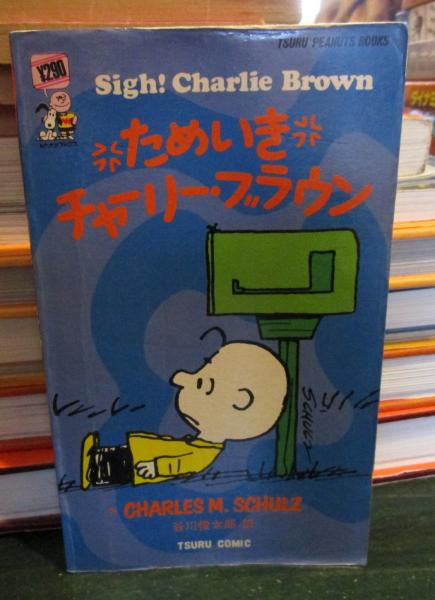 TSURU PEANUTS BOOKS
¥290
Sigh! Charlie Brown
ためいき
チャーリー・ブラウン
SCHULZ
CHARLES M. SCHULZ
谷川俊太郎 訳
TSURU COMIC